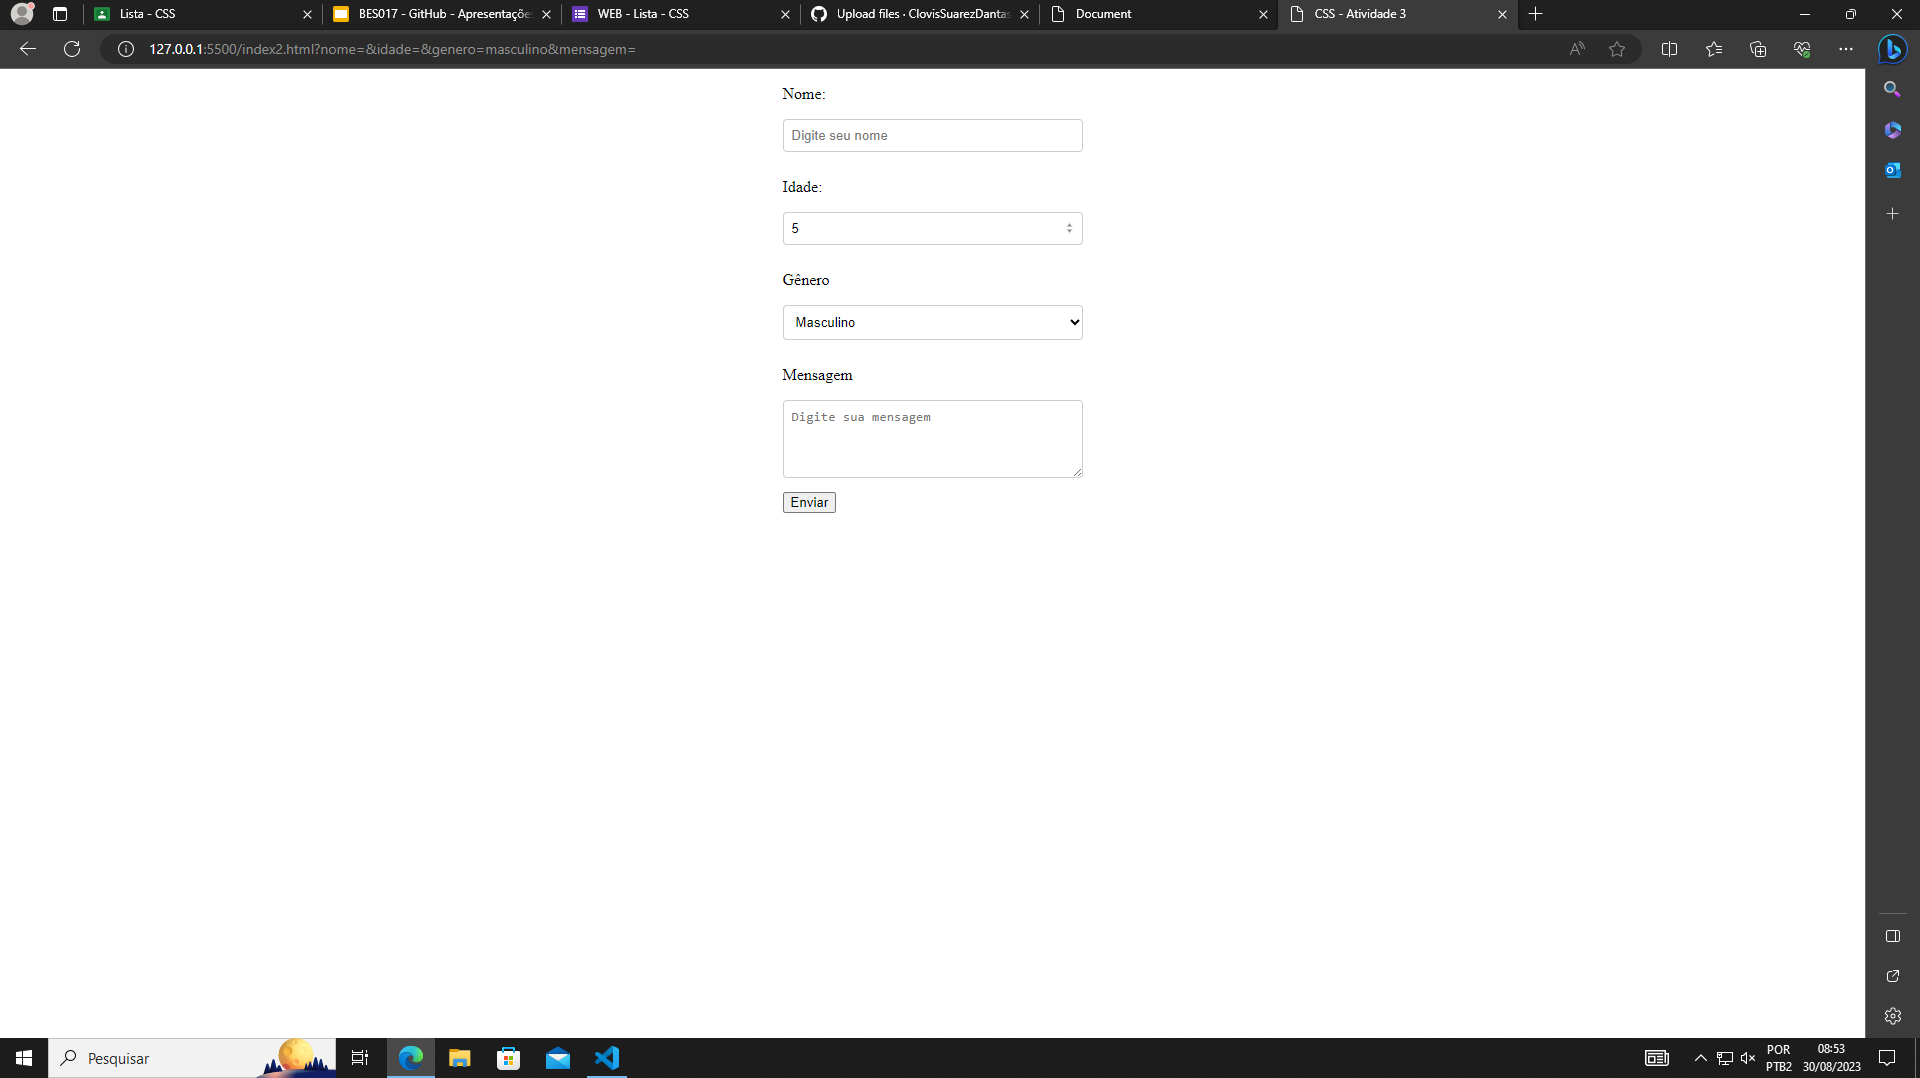 Lista - CSS
BES017 - GitHub - Apresentações
WEB - Lista - CSS
Upload files · ClovisSuarezDantas
Document
CSS - Atividade 3
127.0.0.1:5500/index2.html?nome=&idade=&genero=masculino&mensagem=
Nome:
Digite seu nome
Idade:
5
Gênero
Masculino
Mensagem
Digite sua mensagem
Enviar
Pesquisar
POR
PTB2
08:53
30/08/2023